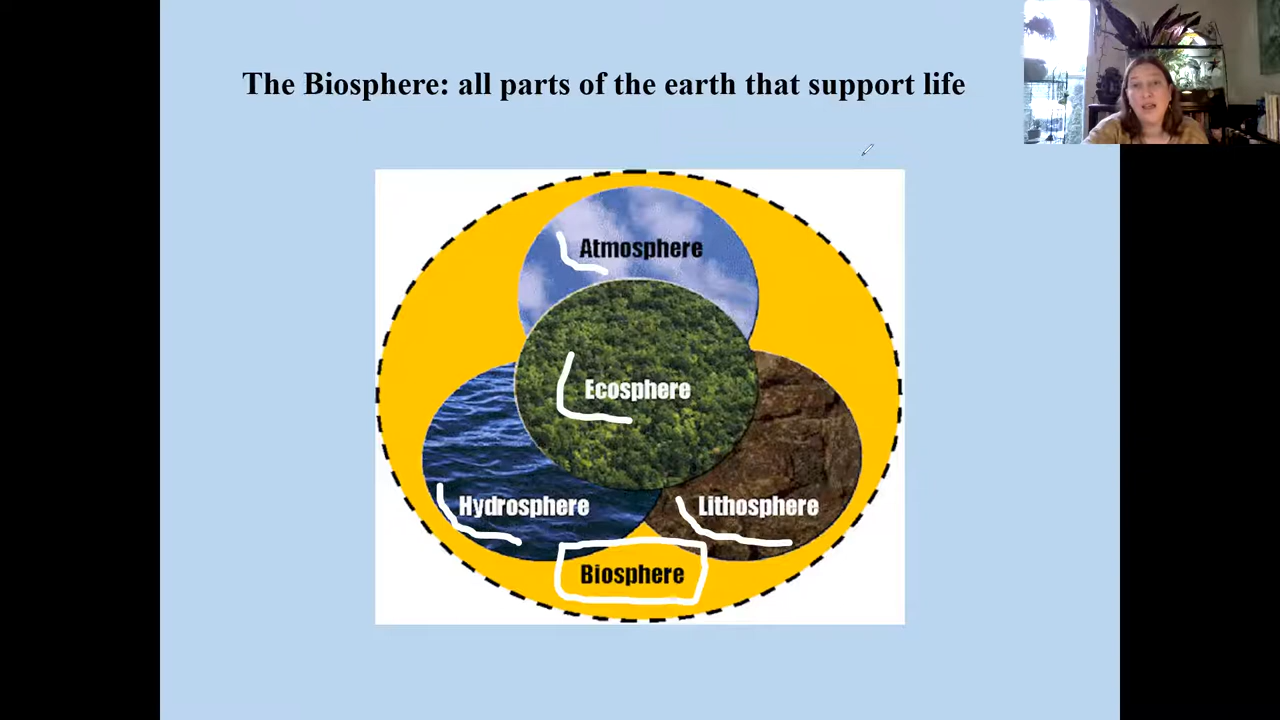 The Biosphere: all parts of the earth that support life
Atmosphere
Ecosphere
Hydrosphere
Lithosphere
Biosphere